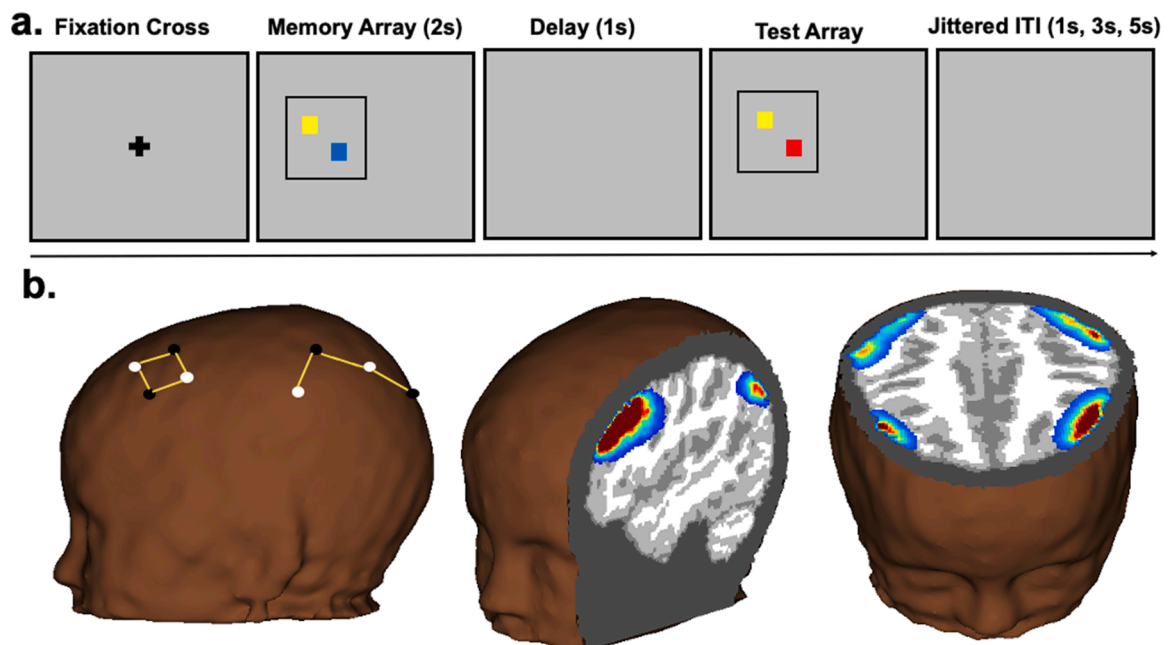 a.
Fixation Cross
Memory Array (2s)
Delay (1s)
Test Array
Jittered ITI (1s, 3s, 5s)
b.